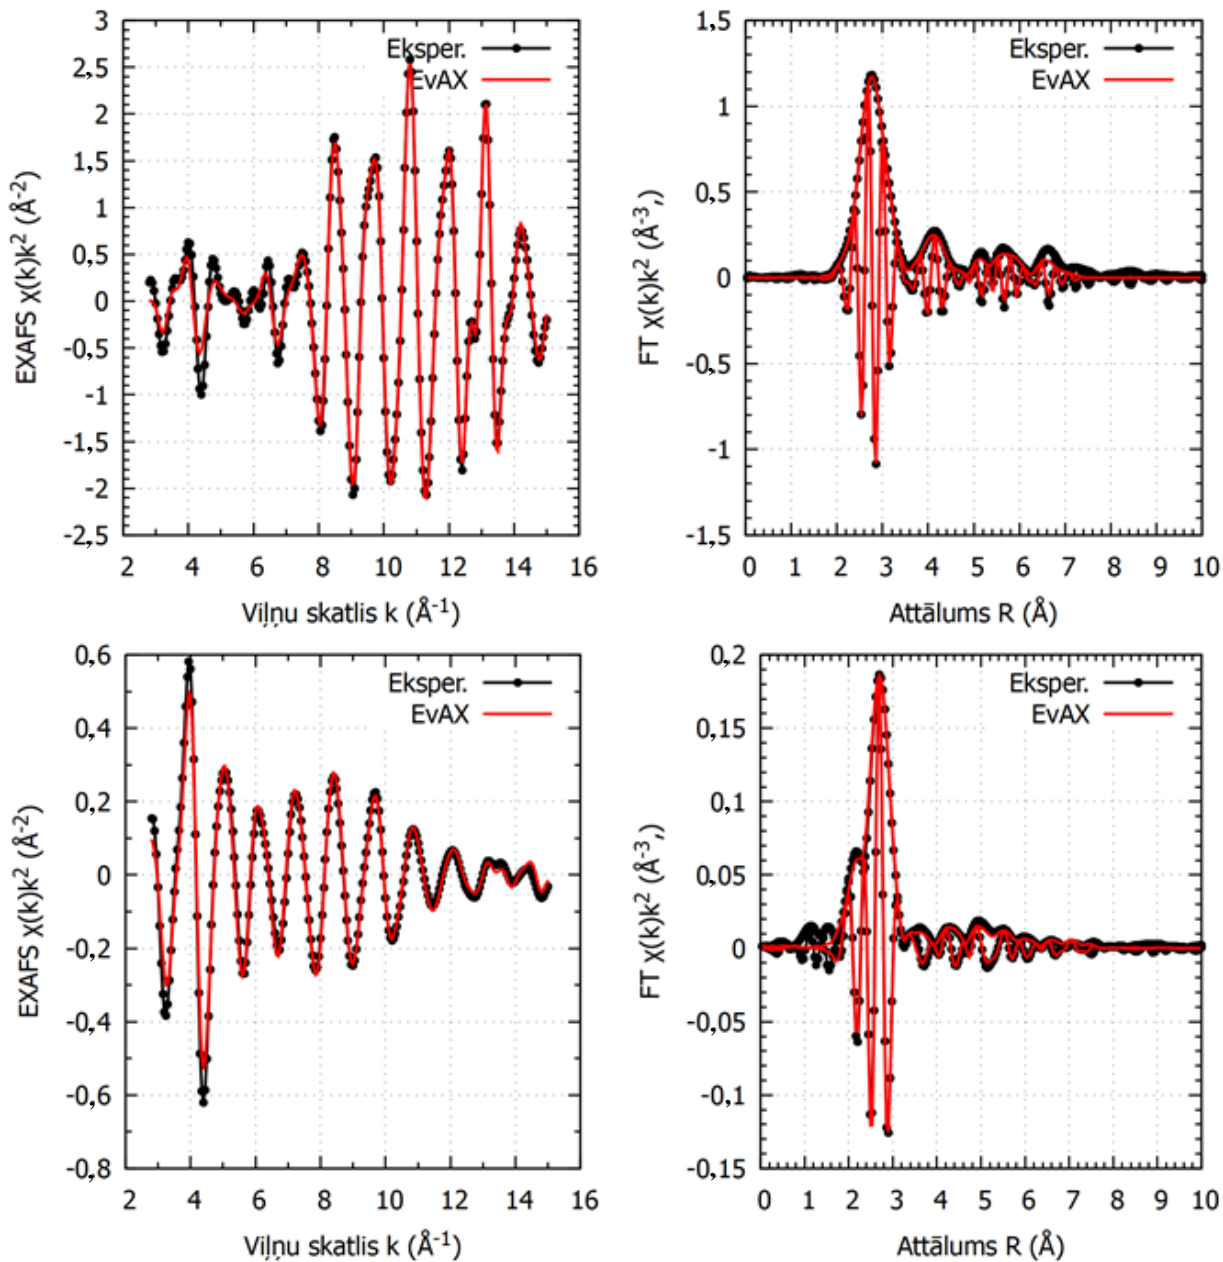 3
2,5
2
1,5
1
0,5
0
-0,5
-1
-1,5
-2
-2,5
2 4 6 8 10 12 14 16
EXAFS χ(k)k² (Å⁻²)
Viļņu skatlis k (Å⁻¹)
Eksper.
EvAX
1,5
1
0,5
0
-0,5
-1
-1,5
0 1 2 3 4 5 6 7 8 9 10
FT χ(k)k² (Å⁻³,)
Attālums R (Å)
Eksper.
EvAX
0,6
0,4
0,2
0
-0,2
-0,4
-0,6
-0,8
2 4 6 8 10 12 14 16
EXAFS χ(k)k² (Å⁻²)
Viļņu skatlis k (Å⁻¹)
Eksper.
EvAX
0,2
0,15
0,1
0,05
0
-0,05
-0,1
-0,15
0 1 2 3 4 5 6 7 8 9 10
FT χ(k)k² (Å⁻³,)
Attālums R (Å)
Eksper.
EvAX